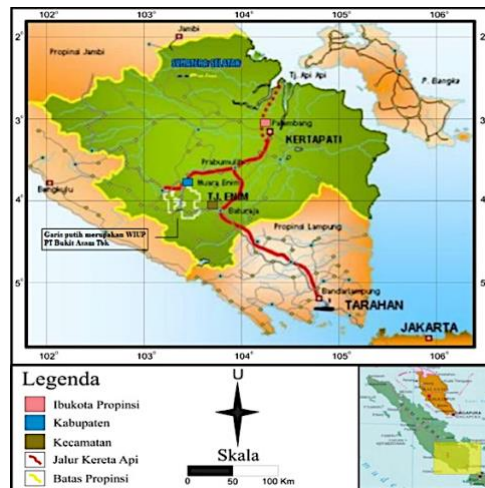 102° 103° 104° 105° 106°
Jambi
2°
2°
Propinsi Jambi
SUMATERA SELATAN
Tj. Api Api
P. Bangka
3°
3°
Palembang
KERTAPATI
Prabumulih
Bengkulu
Muara Enim
4°
4°
TJ. ENIM
Baturaja
Garis putih merupakan WIUP
PT Bukit Asam Tbk
Propinsi Lampung
5°
5°
Bandarlampung
TARAHAN
JAKARTA
102° 103° 104° 105° 106°
Legenda
Ibukota Propinsi
Kabupaten
Kecamatan
Jalur Kereta Api
Batas Propinsi
U
Skala
0 50 100 Km